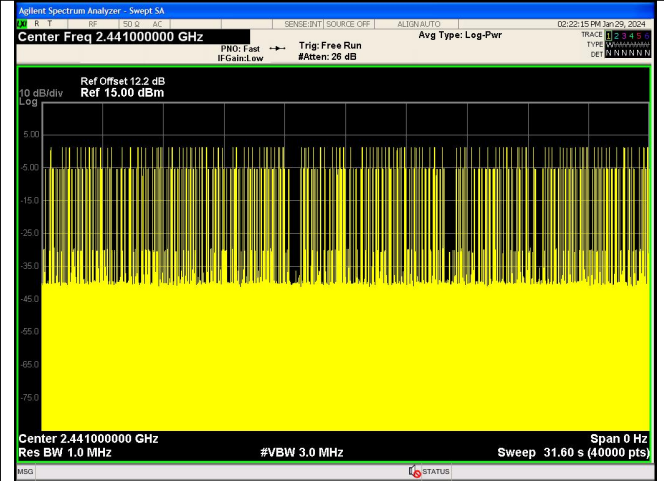 Agilent Spectrum Analyzer - Swept SA
LXI R T RF 50 Ω AC SENSE:INT SOURCE OFF ALIGN AUTO 02:22:15 PM Jan 29, 2024
Center Freq 2.441000000 GHz Avg Type: Log-Pwr TRACE 1 2 3 4 5 6
PNO: Fast Trig: Free Run TYPE W
IFGain:Low #Atten: 26 dB DET N N N N N N
Ref Offset 12.2 dB
10 dB/div Ref 15.00 dBm
Log
5.00
-5.00
-15.0
-25.0
-35.0
-45.0
-55.0
-65.0
-75.0
Center 2.441000000 GHz Span 0 Hz
Res BW 1.0 MHz #VBW 3.0 MHz Sweep 31.60 s (40000 pts)
MSG STATUS